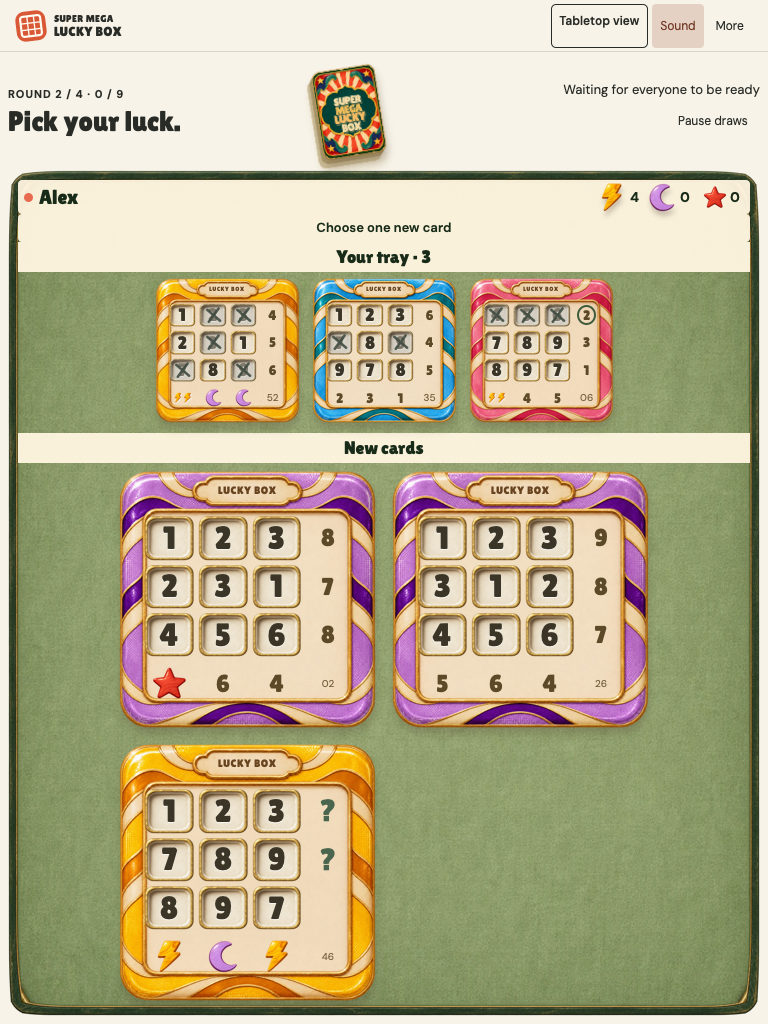 SUPER MEGA
LUCKY BOX
Tabletop view
Sound
More
ROUND 2 / 4 · 0 / 9
Pick your luck.
SUPER
MEGA
LUCKY
BOX
Waiting for everyone to be ready
Pause draws
Alex
4
0
0
Choose one new card
Your tray · 3
LUCKY BOX
1 4
2 1 5
8 6
52
LUCKY BOX
1 2 3 6
8 4
9 7 8 5
2 3 1 35
LUCKY BOX
2
7 8 9 3
8 9 7 1
4 5 06
New cards
LUCKY BOX
1 2 3 8
2 3 1 7
4 5 6 8
6 4 02
LUCKY BOX
1 2 3 9
3 1 2 8
4 5 6 7
5 6 4 26
LUCKY BOX
1 2 3 ?
7 8 9 ?
8 9 7
46